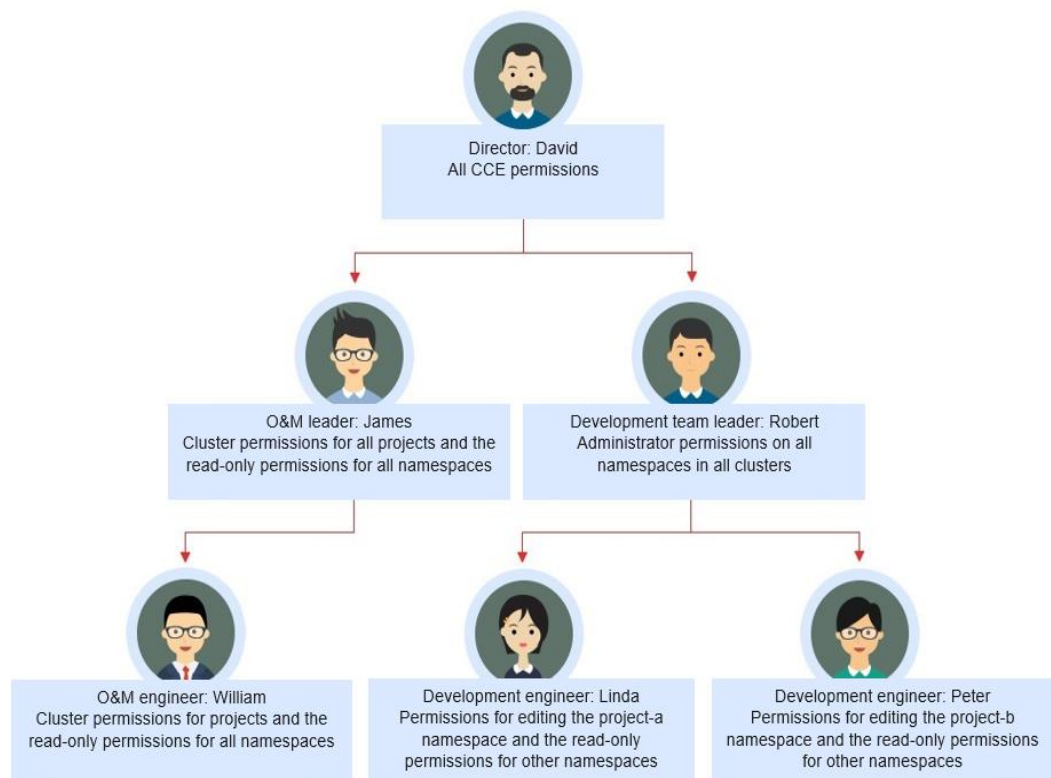 Director: David
All CCE permissions
O&M leader: James
Cluster permissions for all projects and the
read-only permissions for all namespaces
Development team leader: Robert
Administrator permissions on all
namespaces in all clusters
O&M engineer: William
Cluster permissions for projects and the
read-only permissions for all namespaces
Development engineer: Linda
Permissions for editing the project-a
namespace and the read-only
permissions for other namespaces
Development engineer: Peter
Permissions for editing the project-b
namespace and the read-only permissions
for other namespaces